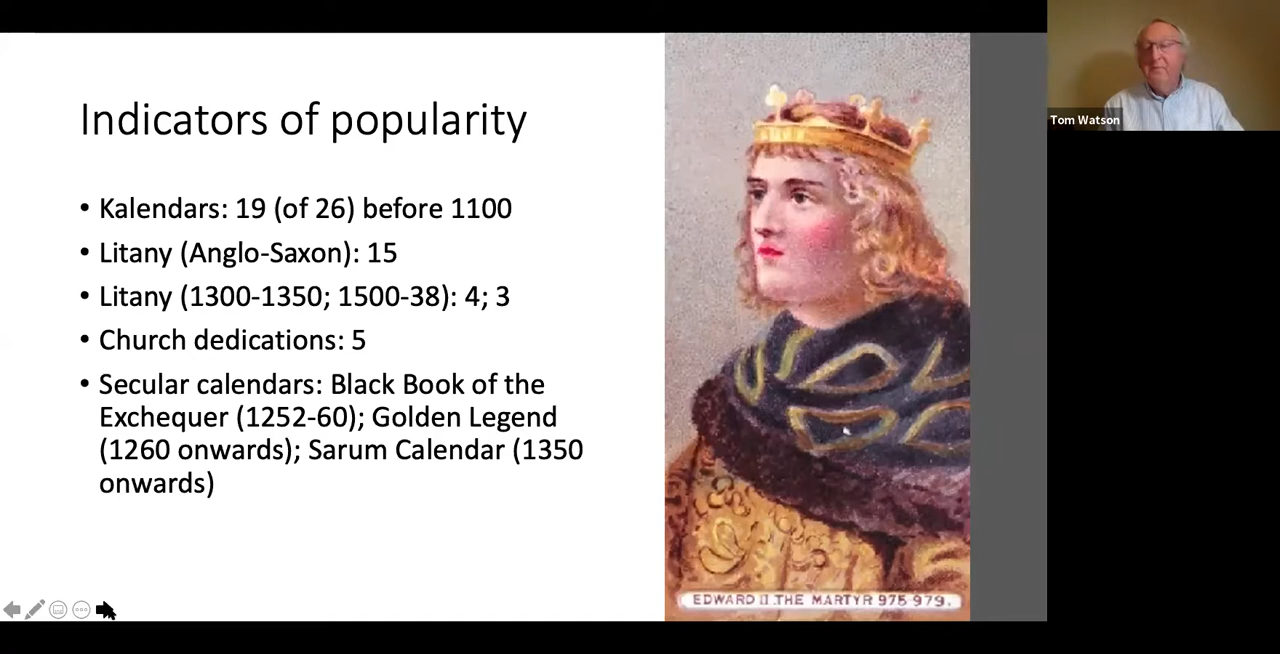 Indicators of popularity
• Kalendars: 19 (of 26) before 1100
• Litany (Anglo-Saxon): 15
• Litany (1300-1350; 1500-38): 4; 3
• Church dedications: 5
• Secular calendars: Black Book of the
Exchequer (1252-60); Golden Legend
(1260 onwards); Sarum Calendar (1350
onwards)
EDWARD II THE MARTYR 975 979.
Tom Watson